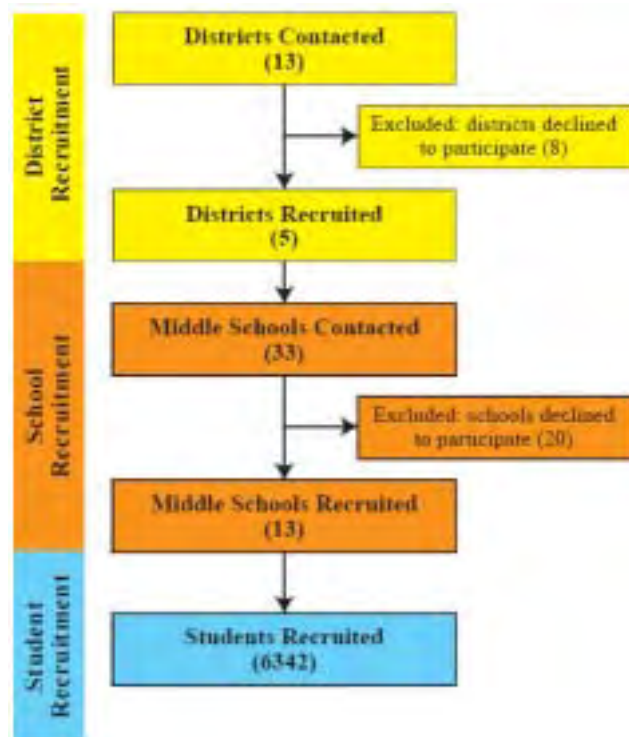 District
Recruitment
Districts Contacted
(13)
Excluded: districts declined
to participate (8)
Districts Recruited
(5)
School
Recruitment
Middle Schools Contacted
(33)
Excluded: schools declined
to participate (20)
Middle Schools Recruited
(13)
Student
Recruitment
Students Recruited
(6342)